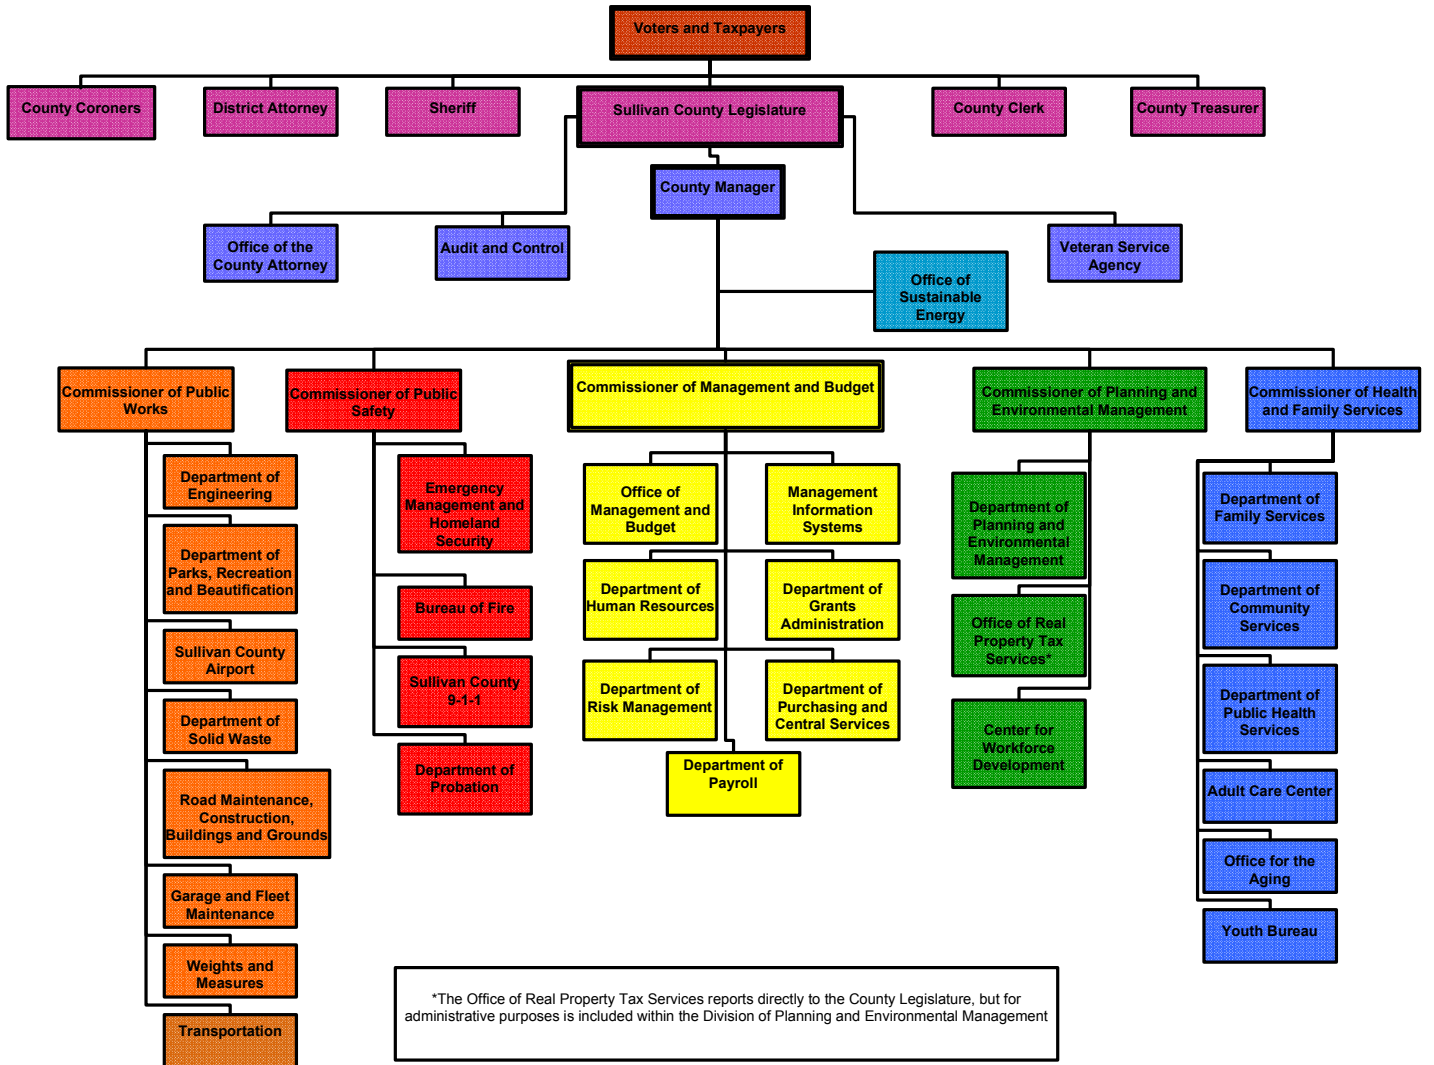 Voters and Taxpayers
County Coroners
District Attorney
Sheriff
Sullivan County Legislature
County Clerk
County Treasurer
County Manager
Office of the
County Attorney
Audit and Control
Veteran Service
Agency
Office of
Sustainable
Energy
Commissioner of Public
Works
Commissioner of Public
Safety
Commissioner of Management and Budget
Commissioner of Planning and
Environmental Management
Commissioner of Health
and Family Services
Department of
Engineering
Department of
Parks, Recreation
and Beautification
Sullivan County
Airport
Department of
Solid Waste
Road Maintenance,
Construction,
Buildings and Grounds
Garage and Fleet
Maintenance
Weights and
Measures
Transportation
Emergency
Management and
Homeland
Security
Bureau of Fire
Sullivan County
9-1-1
Department of
Probation
Office of
Management and
Budget
Management
Information
Systems
Department of
Human Resources
Department of
Grants
Administration
Department of
Risk Management
Department of
Purchasing and
Central Services
Department of
Payroll
Department of
Planning and
Environmental
Management
Office of Real
Property Tax
Services*
Center for
Workforce
Development
Department of
Family Services
Department of
Community
Services
Department of
Public Health
Services
Adult Care Center
Office for the
Aging
Youth Bureau
*The Office of Real Property Tax Services reports directly to the County Legislature, but for
administrative purposes is included within the Division of Planning and Environmental Management